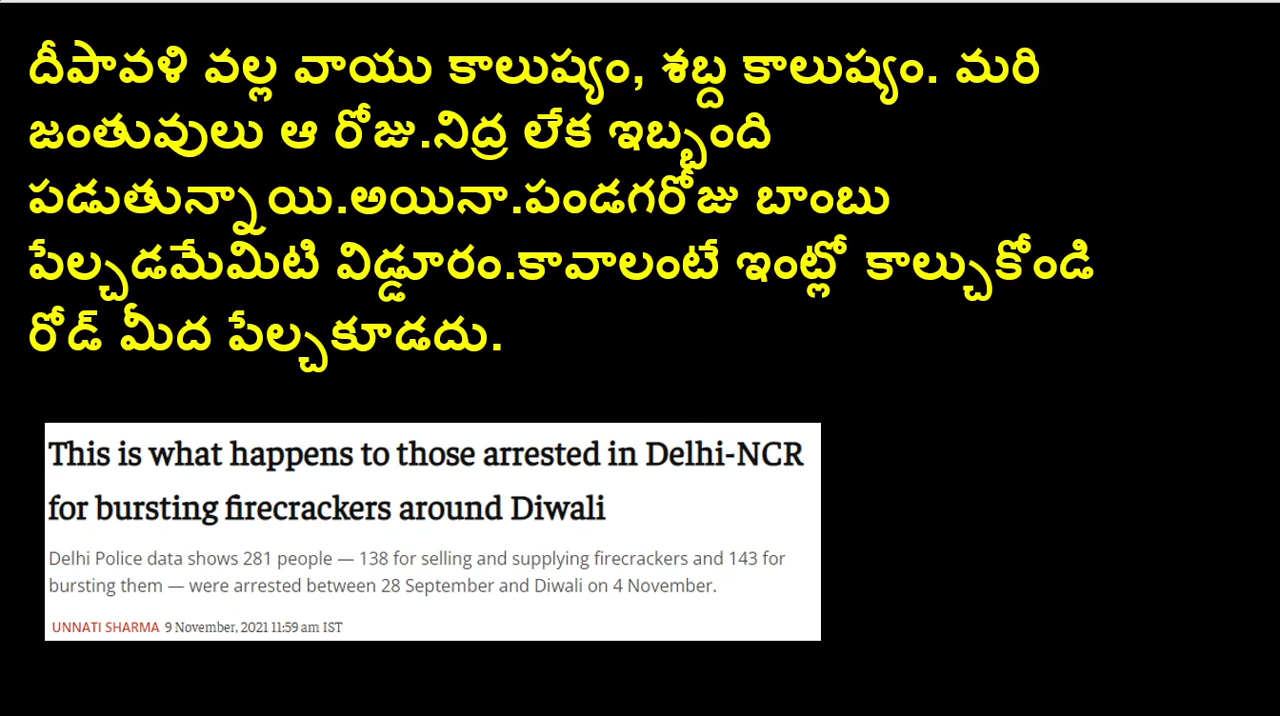 దీపావళి వల్ల వాయు కాలుష్యం, శబ్ద కాలుష్యం. మరి
జంతువులు ఆ రోజు.నిద్ర లేక ఇబ్బంది
పడుతున్నాయి.అయినా.పండగరోజు బాంబు
పేల్చడమేమిటి విడ్డూరం.కావాలంటే ఇంట్లో కాల్చుకోండి
రోడ్ మీద పేల్చకూడదు.
This is what happens to those arrested in Delhi-NCR
for bursting firecrackers around Diwali
Delhi Police data shows 281 people — 138 for selling and supplying firecrackers and 143 for
bursting them — were arrested between 28 September and Diwali on 4 November.
UNNATI SHARMA 9 November, 2021 11:59 am IST